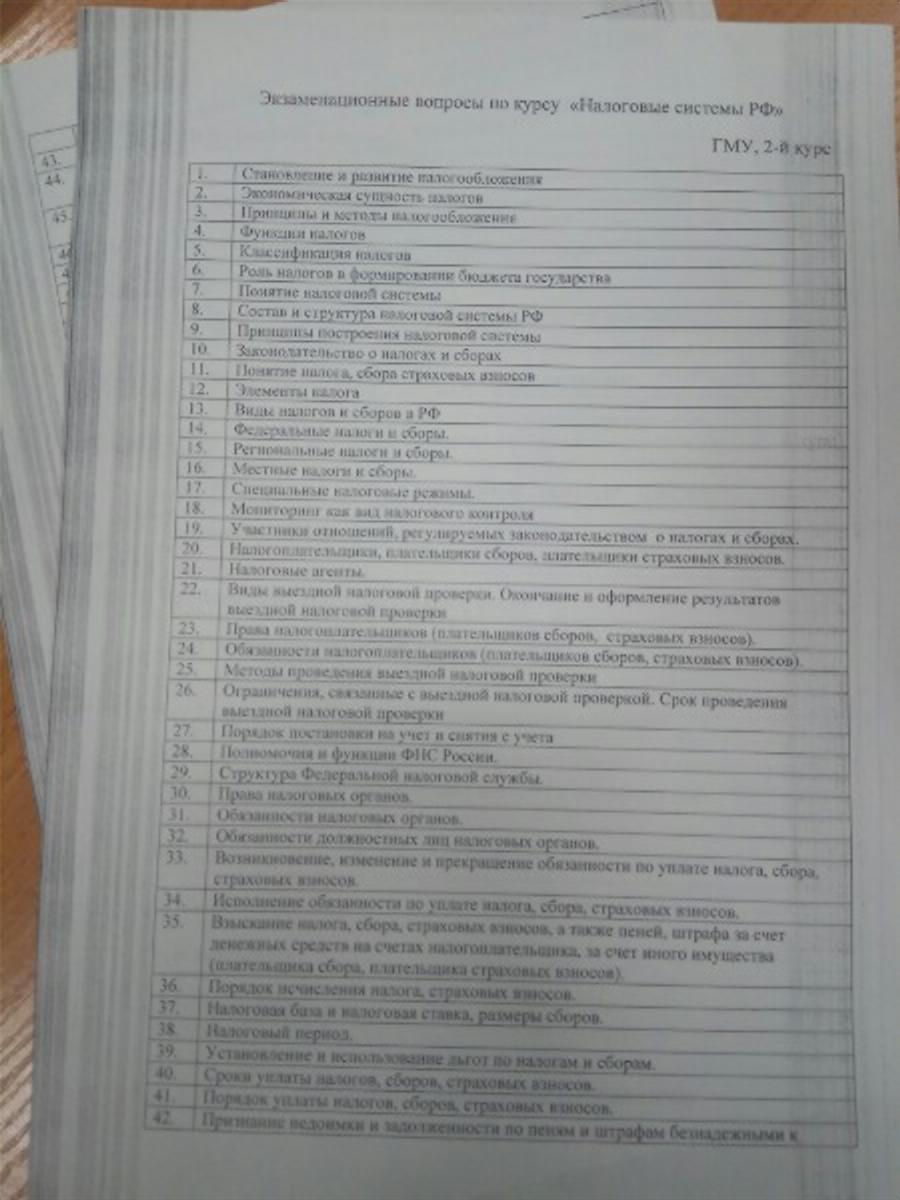 Экзаменационные вопросы по курсу «Налоговые системы РФ»
ГМУ, 2-й курс
1. Становление и развитие налогообложения
2. Экономическая сущность налогов
3. Принципы и методы налогообложения
4. Функции налогов
5. Классификация налогов
6. Роль налогов в формировании бюджета государства
7. Понятие налоговой системы
8. Состав и структура налоговой системы РФ
9. Принципы построения налоговой системы
10. Законодательство о налогах и сборах
11. Понятие налога, сбора страховых взносов
12. Элементы налога
13. Виды налогов и сборов в РФ
14. Федеральные налоги и сборы.
15. Региональные налоги и сборы.
16. Местные налоги и сборы.
17. Специальные налоговые режимы.
18. Мониторинг как вид налогового контроля
19. Участники отношений, регулируемых законодательством о налогах и сборах.
20. Налогоплательщики, плательщики сборов, плательщики страховых взносов.
21. Налоговые агенты.
22. Виды выездной налоговой проверки. Окончание и оформление результатов
выездной налоговой проверки
23. Права налогоплательщиков (плательщиков сборов, страховых взносов).
24. Обязанности налогоплательщиков (плательщиков сборов, страховых взносов).
25. Методы проведения выездной налоговой проверки
26. Ограничения, связанные с выездной налоговой проверкой. Срок проведения
выездной налоговой проверки
27. Порядок постановки на учет и снятия с учета
28. Полномочия и функции ФНС России.
29. Структура Федеральной налоговой службы.
30. Права налоговых органов.
31. Обязанности налоговых органов.
32. Обязанности должностных лиц налоговых органов.
33. Возникновение, изменение и прекращение обязанности по уплате налога, сбора,
страховых взносов.
34. Исполнение обязанности по уплате налога, сбора, страховых взносов.
35. Взыскание налога, сбора, страховых взносов, а также пеней, штрафа за счет
денежных средств на счетах налогоплательщика, за счет иного имущества
(плательщика сбора, плательщика страховых взносов).
36. Порядок исчисления налога, страховых взносов.
37. Налоговая база и налоговая ставка, размеры сборов.
38. Налоговый период.
39. Установление и использование льгот по налогам и сборам.
40. Сроки уплаты налогов, сборов, страховых взносов.
41. Порядок уплаты налогов, сборов, страховых взносов.
42. Признание недоимки и задолженности по пеням и штрафам безнадежными к
43.
44.
45.